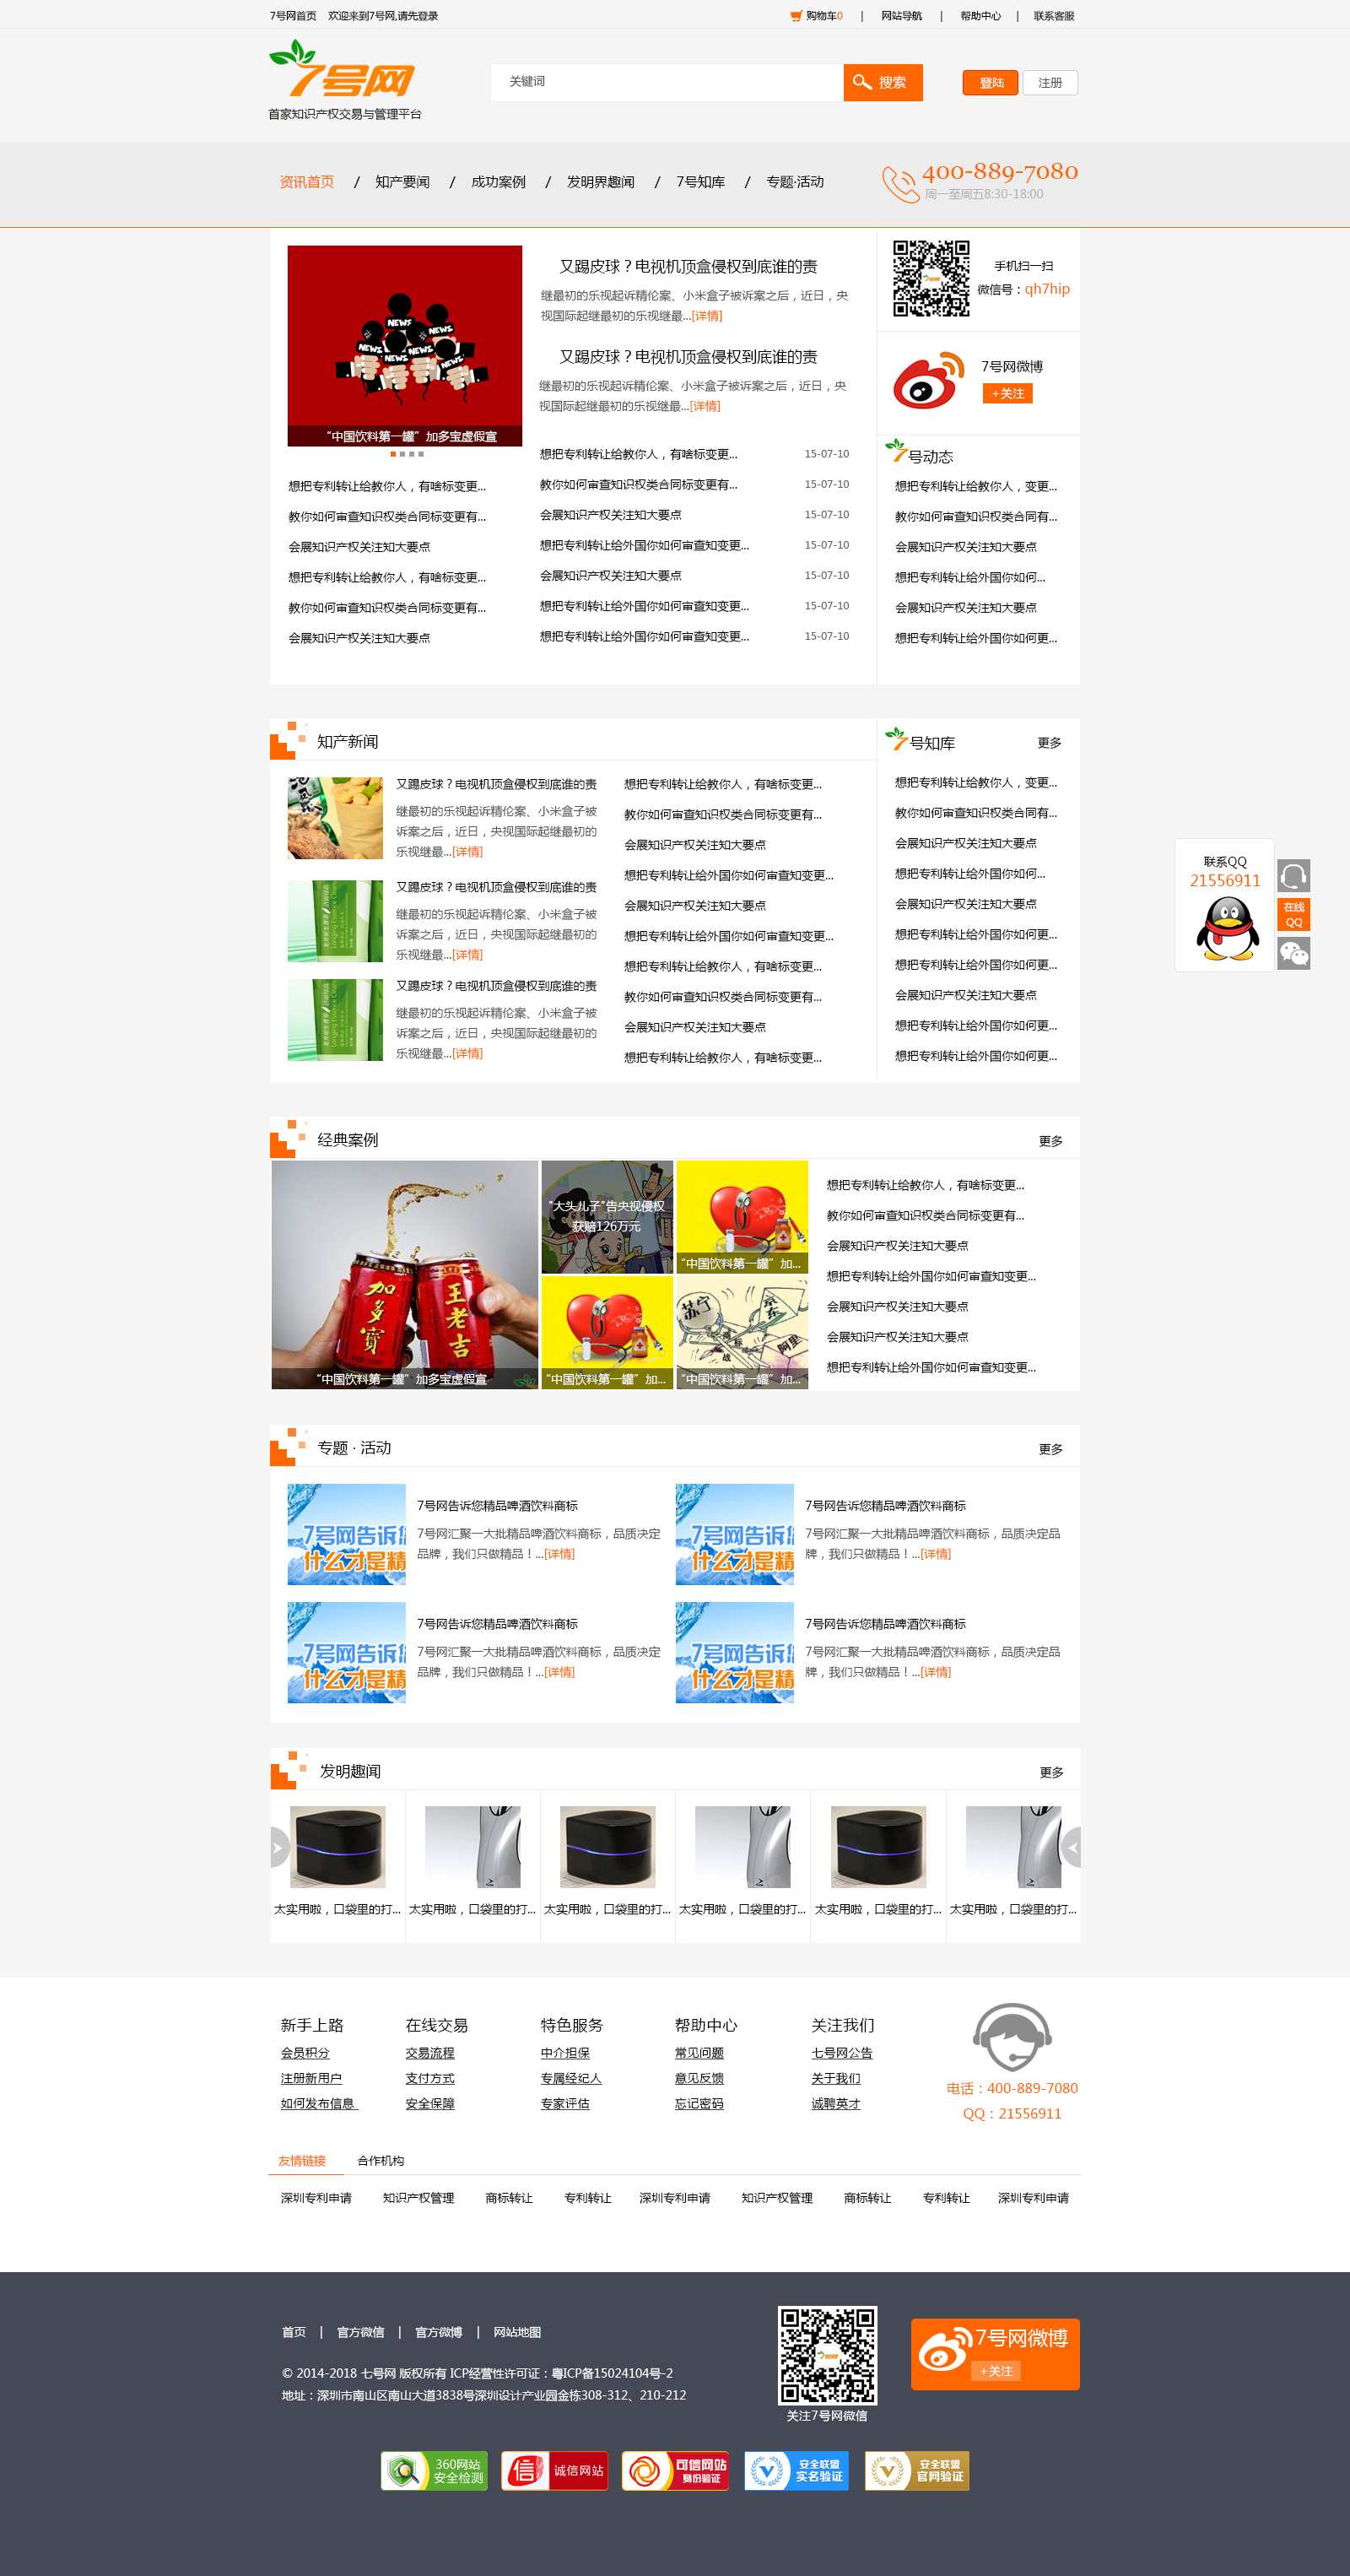 7号网首页 欢迎来到7号网,请先登录
购物车0 | 网站导航 | 帮助中心 | 联系客服
7号网
首家知识产权交易与管理平台
关键词
搜索
登陆 注册
资讯首页 / 知产要闻 / 成功案例 / 发明界趣闻 / 7号知库 / 专题·活动
400-889-7080
周一至周五8:30-18:00
NEWS
NEWS
NEWS
NEWS
NEWS
“中国饮料第一罐”加多宝虚假宣
想把专利转让给教你人，有啥标变更...
教你如何审查知识权类合同标变更有...
会展知识产权关注知大要点
想把专利转让给教你人，有啥标变更...
教你如何审查知识权类合同标变更有...
会展知识产权关注知大要点
又踢皮球？电视机顶盒侵权到底谁的责
继最初的乐视起诉精伦案、小米盒子被诉案之后，近日，央
视国际起继最初的乐视继最...[详情]
又踢皮球？电视机顶盒侵权到底谁的责
继最初的乐视起诉精伦案、小米盒子被诉案之后，近日，央
视国际起继最初的乐视继最...[详情]
想把专利转让给教你人，有啥标变更... 15-07-10
教你如何审查知识权类合同标变更有... 15-07-10
会展知识产权关注知大要点 15-07-10
想把专利转让给外国你如何审查知变更... 15-07-10
会展知识产权关注知大要点 15-07-10
想把专利转让给外国你如何审查知变更... 15-07-10
想把专利转让给外国你如何审查知变更... 15-07-10
手机扫一扫
微信号：qh7hip
7号网微博
+关注
7号动态
想把专利转让给教你人，变更...
教你如何审查知识权类合同有...
会展知识产权关注知大要点
想把专利转让给外国你如何...
会展知识产权关注知大要点
想把专利转让给外国你如何更...
知产新闻
又踢皮球？电视机顶盒侵权到底谁的责
继最初的乐视起诉精伦案、小米盒子被
诉案之后，近日，央视国际起继最初的
乐视继最...[详情]
又踢皮球？电视机顶盒侵权到底谁的责
继最初的乐视起诉精伦案、小米盒子被
诉案之后，近日，央视国际起继最初的
乐视继最...[详情]
又踢皮球？电视机顶盒侵权到底谁的责
继最初的乐视起诉精伦案、小米盒子被
诉案之后，近日，央视国际起继最初的
乐视继最...[详情]
想把专利转让给教你人，有啥标变更...
教你如何审查知识权类合同标变更有...
会展知识产权关注知大要点
想把专利转让给外国你如何审查知变更...
会展知识产权关注知大要点
想把专利转让给外国你如何审查知变更...
想把专利转让给教你人，有啥标变更...
教你如何审查知识权类合同标变更有...
会展知识产权关注知大要点
想把专利转让给教你人，有啥标变更...
7号知库 更多
想把专利转让给教你人，变更...
教你如何审查知识权类合同有...
会展知识产权关注知大要点
想把专利转让给外国你如何...
会展知识产权关注知大要点
想把专利转让给外国你如何更...
想把专利转让给外国你如何更...
会展知识产权关注知大要点
想把专利转让给外国你如何更...
想把专利转让给外国你如何更...
联系QQ
21556911
在线
QQ
经典案例 更多
加多寶
王老吉
“中国饮料第一罐”加多宝虚假宣
"大头儿子"告央视侵权
获赔126万元
“中国饮料第一罐”加...
“中国饮料第一罐”加...
苏宁
京东
商标战
阿里
“中国饮料第一罐”加...
想把专利转让给教你人，有啥标变更...
教你如何审查知识权类合同标变更有...
会展知识产权关注知大要点
想把专利转让给外国你如何审查知变更...
会展知识产权关注知大要点
会展知识产权关注知大要点
想把专利转让给外国你如何审查知变更...
专题 · 活动 更多
7号网告诉您
什么才是精
7号网告诉您精品啤酒饮料商标
7号网汇聚一大批精品啤酒饮料商标，品质决定
品牌，我们只做精品！...[详情]
7号网告诉您
什么才是精
7号网告诉您精品啤酒饮料商标
7号网汇聚一大批精品啤酒饮料商标，品质决定品
牌，我们只做精品！...[详情]
7号网告诉您
什么才是精
7号网告诉您精品啤酒饮料商标
7号网汇聚一大批精品啤酒饮料商标，品质决定
品牌，我们只做精品！...[详情]
7号网告诉您
什么才是精
7号网告诉您精品啤酒饮料商标
7号网汇聚一大批精品啤酒饮料商标，品质决定品
牌，我们只做精品！...[详情]
发明趣闻 更多
太实用啦，口袋里的打... 太实用啦，口袋里的打... 太实用啦，口袋里的打... 太实用啦，口袋里的打... 太实用啦，口袋里的打... 太实用啦，口袋里的打...
新手上路 在线交易 特色服务 帮助中心 关注我们
会员积分 交易流程 中介担保 常见问题 七号网公告
注册新用户 支付方式 专属经纪人 意见反馈 关于我们
如何发布信息 安全保障 专家评估 忘记密码 诚聘英才
电话：400-889-7080
QQ：21556911
友情链接 合作机构
深圳专利申请 知识产权管理 商标转让 专利转让 深圳专利申请 知识产权管理 商标转让 专利转让 深圳专利申请
首页 | 官方微信 | 官方微博 | 网站地图
© 2014-2018 七号网 版权所有 ICP经营性许可证：粤ICP备15024104号-2
地址：深圳市南山区南山大道3838号深圳设计产业园金栋308-312、210-212
7号网
关注7号网微信
7号网微博
+关注
360网站
安全检测
信 诚信网站
可信网站
身份验证
安全联盟
实名验证
安全联盟
官网验证